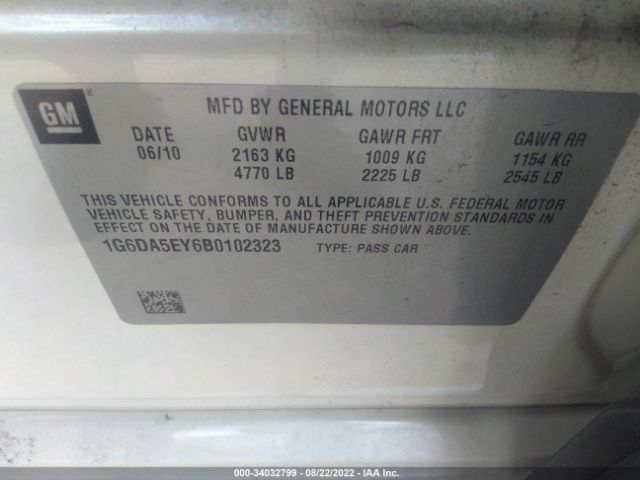 GM
MFD BY GENERAL MOTORS LLC
DATE GVWR GAWR FRT GAWR RR
06/10 2163 KG 1009 KG 1154 KG
4770 LB 2225 LB 2545 LB
THIS VEHICLE CONFORMS TO ALL APPLICABLE U.S. FEDERAL MOTOR
VEHICLE SAFETY, BUMPER, AND THEFT PREVENTION STANDARDS IN
EFFECT ON THE DATE OF MANUFACTURE SHOWN ABOVE.
1G6DA5EY6B0102323 TYPE: PASS CAR
000-34032799 - 08/22/2022 - IAA Inc.